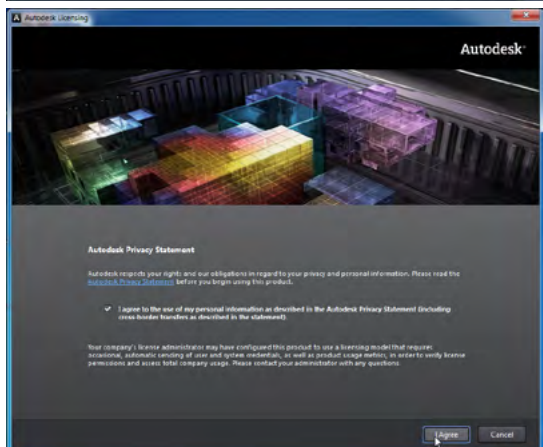 Autodesk Licensing
Autodesk
Autodesk Privacy Statement
Autodesk respects your rights and our obligations in regard to your privacy and personal information. Please read the
Autodesk Privacy Statement before you begin using this product.
I agree to the use of my personal information as described in the Autodesk Privacy Statement (including
cross-border transfers as described in the statement).
Your company's license administrator may have configured this product to use a licensing model that requires
occasional, automatic sending of user and system credentials, as well as product usage metrics, in order to verify license
permissions and access total company usage. Please contact your administrator with any questions.
I Agree
Cancel